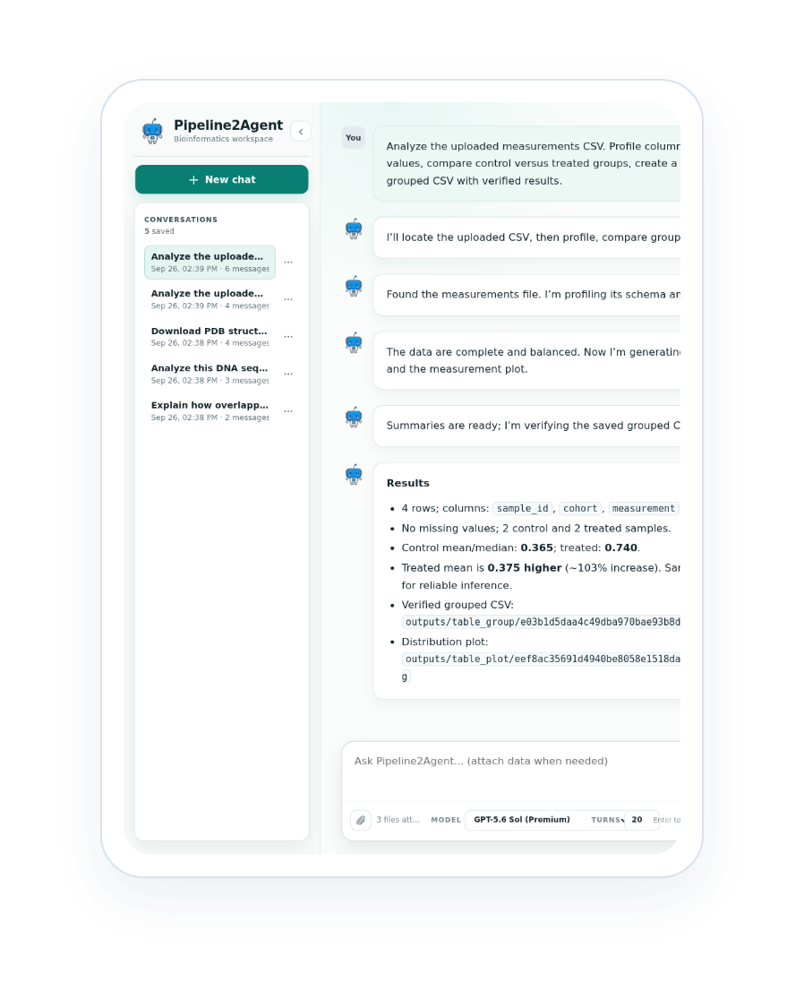 Pipeline2Agent
Bioinformatics workspace
+ New chat
CONVERSATIONS
5 saved
Analyze the uploade...
Sep 26, 02:39 PM · 6 messages
Analyze the uploade...
Sep 26, 02:39 PM · 4 messages
Download PDB struct...
Sep 26, 02:38 PM · 4 messages
Analyze this DNA seq...
Sep 26, 02:38 PM · 3 messages
Explain how overlapp...
Sep 26, 02:38 PM · 2 messages
You
Analyze the uploaded measurements CSV. Profile column
values, compare control versus treated groups, create a
grouped CSV with verified results.
I’ll locate the uploaded CSV, then profile, compare group
Found the measurements file. I’m profiling its schema an
The data are complete and balanced. Now I’m generating
and the measurement plot.
Summaries are ready; I’m verifying the saved grouped C
Results
• 4 rows; columns: sample_id, cohort, measurement
• No missing values; 2 control and 2 treated samples.
• Control mean/median: 0.365; treated: 0.740.
• Treated mean is 0.375 higher (~103% increase). Sar
for reliable inference.
• Verified grouped CSV:
outputs/table_group/e03b1d5daa4c49dba970bae93b8d
• Distribution plot:
outputs/table_plot/eef8ac35691d4940be8058e1518da
g
Ask Pipeline2Agent... (attach data when needed)
3 files att... MODEL GPT-5.6 Sol (Premium) TURNS 20 Enter to